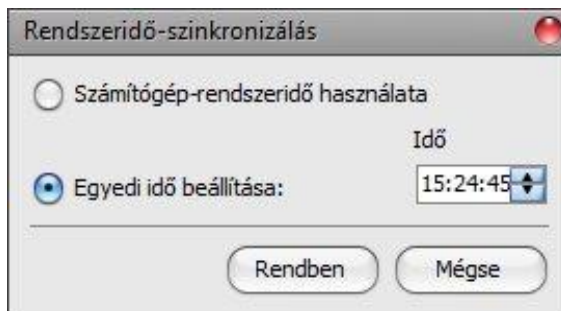 Rendszeridő-szinkronizálás
Számítógép-rendszeridő használata
Idő
Egyedi idő beállítása:
15:24:45
Rendben
Mégse